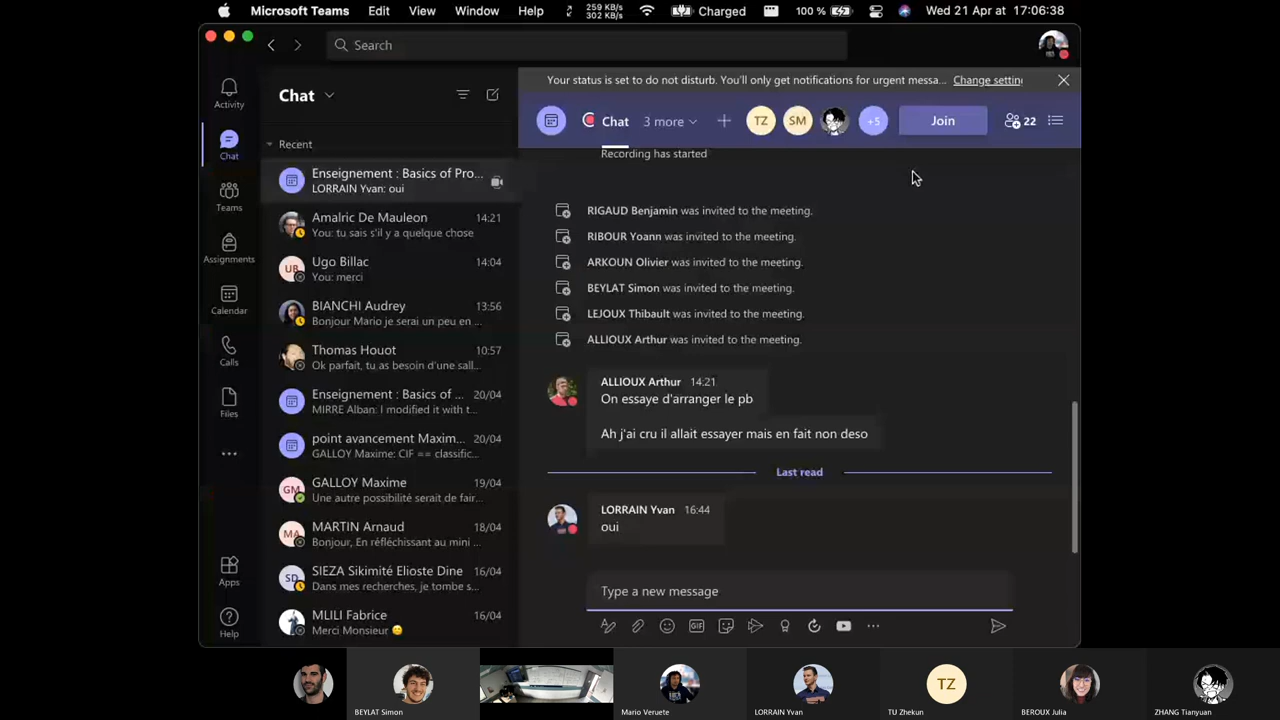 Microsoft Teams Edit View Window Help 259 KB/s 302 KB/s Charged 100 % Wed 21 Apr at 17:06:38
Search
Your status is set to do not disturb. You'll only get notifications for urgent messa... Change settin
Activity
Chat
Teams
Assignments
Calendar
Calls
Files
Apps
Help
Chat
Recent
Enseignement : Basics of Pro...
LORRAIN Yvan: oui
Amalric De Mauleon 14:21
You: tu sais s'il y a quelque chose
UB Ugo Billac 14:04
You: merci
BIANCHI Audrey 13:56
Bonjour Mario je serai un peu en ...
Thomas Houot 10:57
Ok parfait, tu as besoin d'une sall...
Enseignement : Basics of ... 20/04
MIRRE Alban: I modified it with t...
point avancement Maxim... 20/04
GALLOY Maxime: CIF == classific...
GM GALLOY Maxime 19/04
Une autre possibilité serait de fair...
MA MARTIN Arnaud 18/04
Bonjour, En réfléchissant au mini ...
SD SIEZA Sikimité Elioste Dine 16/04
Dans mes recherches, je tombe s...
MLILI Fabrice 16/04
Merci Monsieur 😊
Chat 3 more TZ SM +5 Join 22
Recording has started
RIGAUD Benjamin was invited to the meeting.
RIBOUR Yoann was invited to the meeting.
ARKOUN Olivier was invited to the meeting.
BEYLAT Simon was invited to the meeting.
LEJOUX Thibault was invited to the meeting.
ALLIOUX Arthur was invited to the meeting.
ALLIOUX Arthur 14:21
On essaye d'arranger le pb
Ah j'ai cru il allait essayer mais en fait non deso
Last read
LORRAIN Yvan 16:44
oui
Type a new message
GIF
BEYLAT Simon
Mario Veruete
LORRAIN Yvan
TZ
TU Zhekun
BEROUX Julia
ZHANG Tianyuan